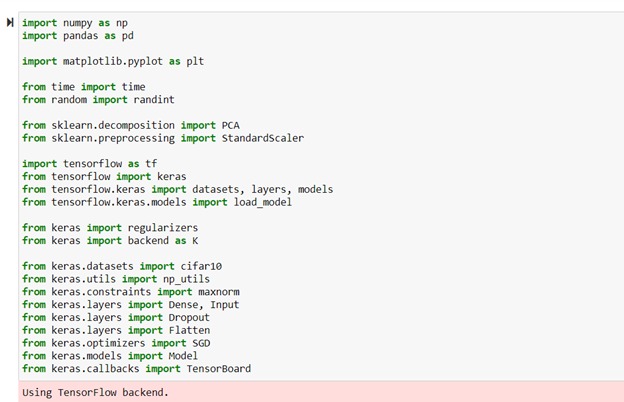 import numpy as np
import pandas as pd
import matplotlib.pyplot as plt
from time import time
from random import randint
from sklearn.decomposition import PCA
from sklearn.preprocessing import StandardScaler
import tensorflow as tf
from tensorflow import keras
from tensorflow.keras import datasets, layers, models
from tensorflow.keras.models import load_model
from keras import regularizers
from keras import backend as K
from keras.datasets import cifar10
from keras.utils import np_utils
from keras.constraints import maxnorm
from keras.layers import Dense, Input
from keras.layers import Dropout
from keras.layers import Flatten
from keras.optimizers import SGD
from keras.models import Model
from keras.callbacks import TensorBoard
Using TensorFlow backend.